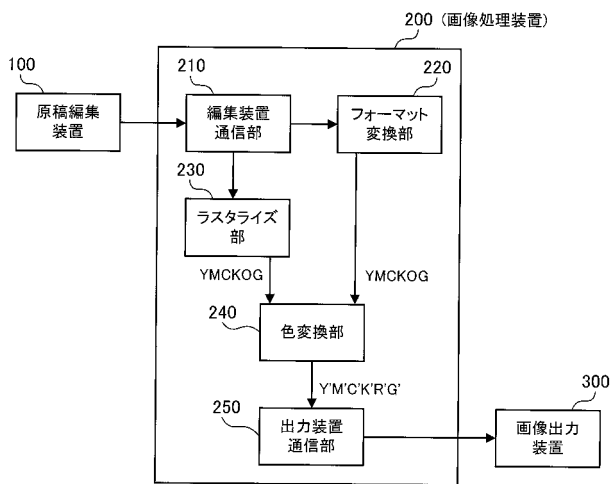 200 (画像処理装置)
100
原稿編集
装置
210
編集装置
通信部
220
フォーマット
変換部
230
ラスタライズ
部
YMCKOG
YMCKOG
240
色変換部
Y'M'C'K'R'G'
250
出力装置
通信部
300
画像出力
装置